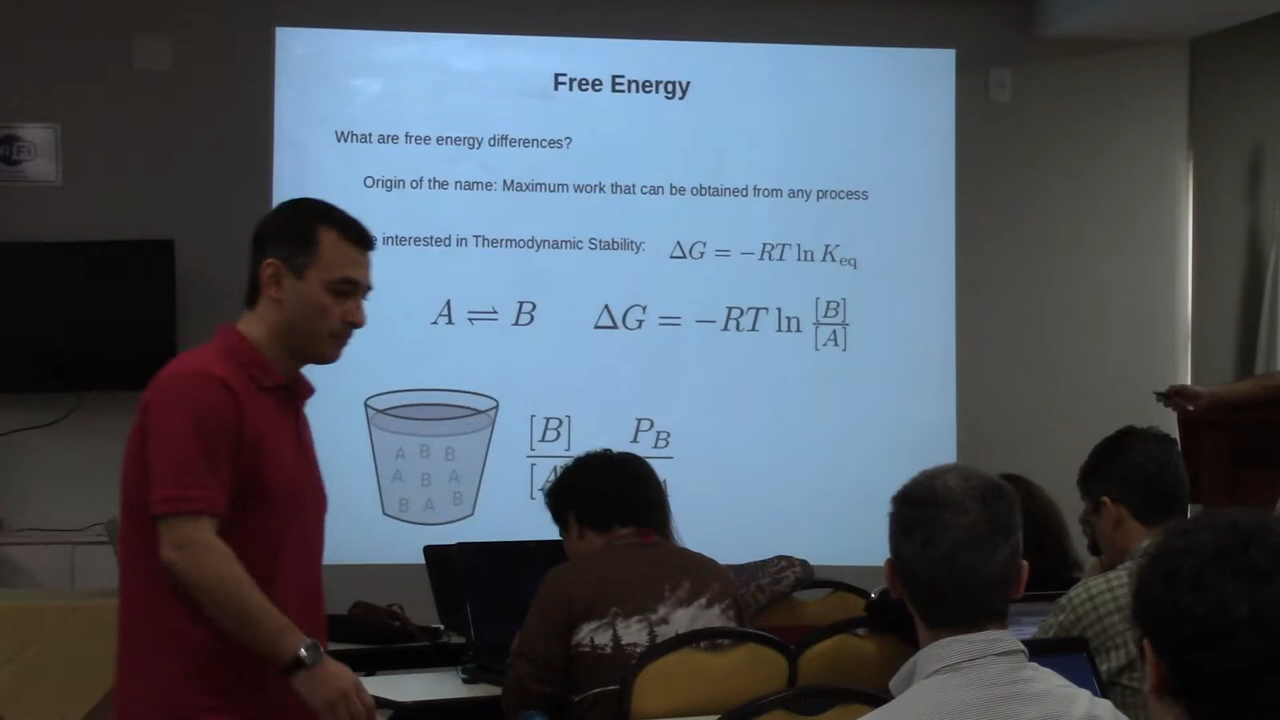 Free Energy
What are free energy differences?
Origin of the name: Maximum work that can be obtained from any process
interested in Thermodynamic Stability: ΔG = −RT ln K_eq
A ⇌ B ΔG = −RT ln [B]/[A]
A B B
A B A
B A B
[B] P_B
Fi